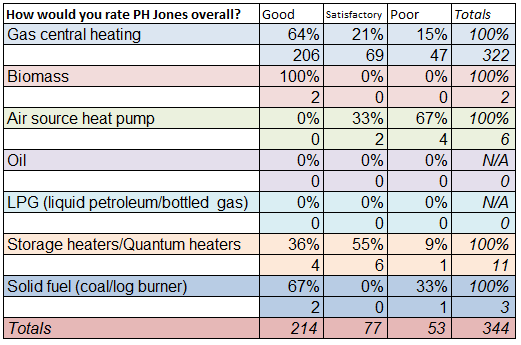 How would you rate PH Jones overall? Good Satisfactory Poor Totals
Gas central heating 64% 21% 15% 100%
206 69 47 322
Biomass 100% 0% 0% 100%
2 0 0 2
Air source heat pump 0% 33% 67% 100%
0 2 4 6
Oil 0% 0% 0% N/A
0 0 0 0
LPG (liquid petroleum/bottled gas) 0% 0% 0% N/A
0 0 0 0
Storage heaters/Quantum heaters 36% 55% 9% 100%
4 6 1 11
Solid fuel (coal/log burner) 67% 0% 33% 100%
2 0 1 3
Totals 214 77 53 344